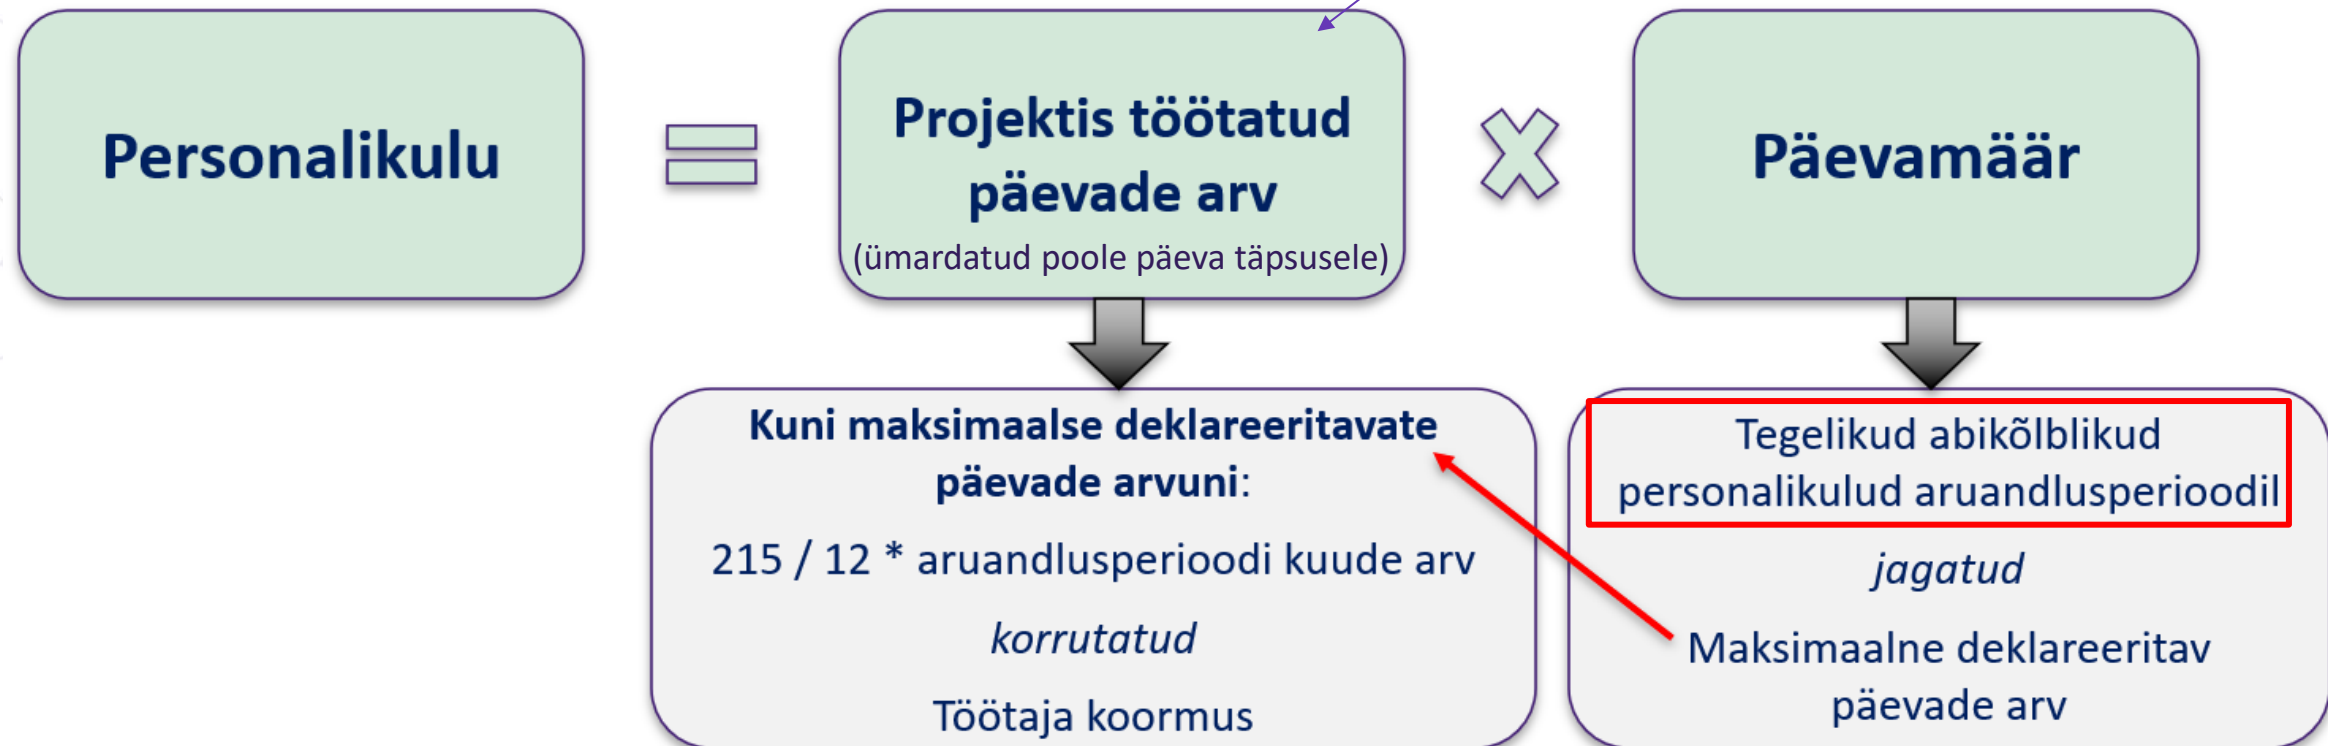 Personalikulu
Projektis töötatud
päevade arv
(ümardatud poole päeva täpsusele)
Päevamäär
Kuni maksimaalse deklareeritavate
päevade arvuni:
215 / 12 * aruandlusperioodi kuude arv
korrutatud
Töötaja koormus
Tegelikud abikõlblikud
personalikulud aruandlusperioodil
jagatud
Maksimaalne deklareeritav
päevade arv